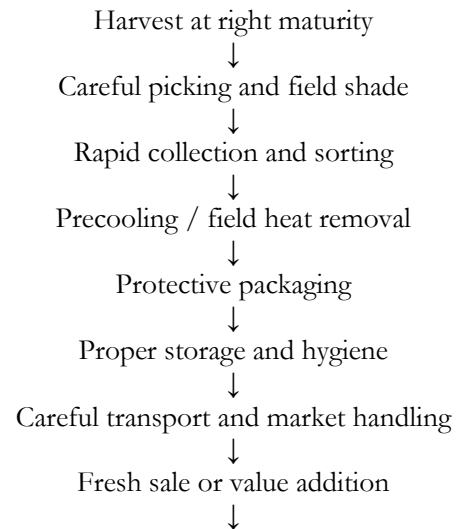 Harvest at right maturity
↓
Careful picking and field shade
↓
Rapid collection and sorting
↓
Precooling / field heat removal
↓
Protective packaging
↓
Proper storage and hygiene
↓
Careful transport and market handling
↓
Fresh sale or value addition
↓